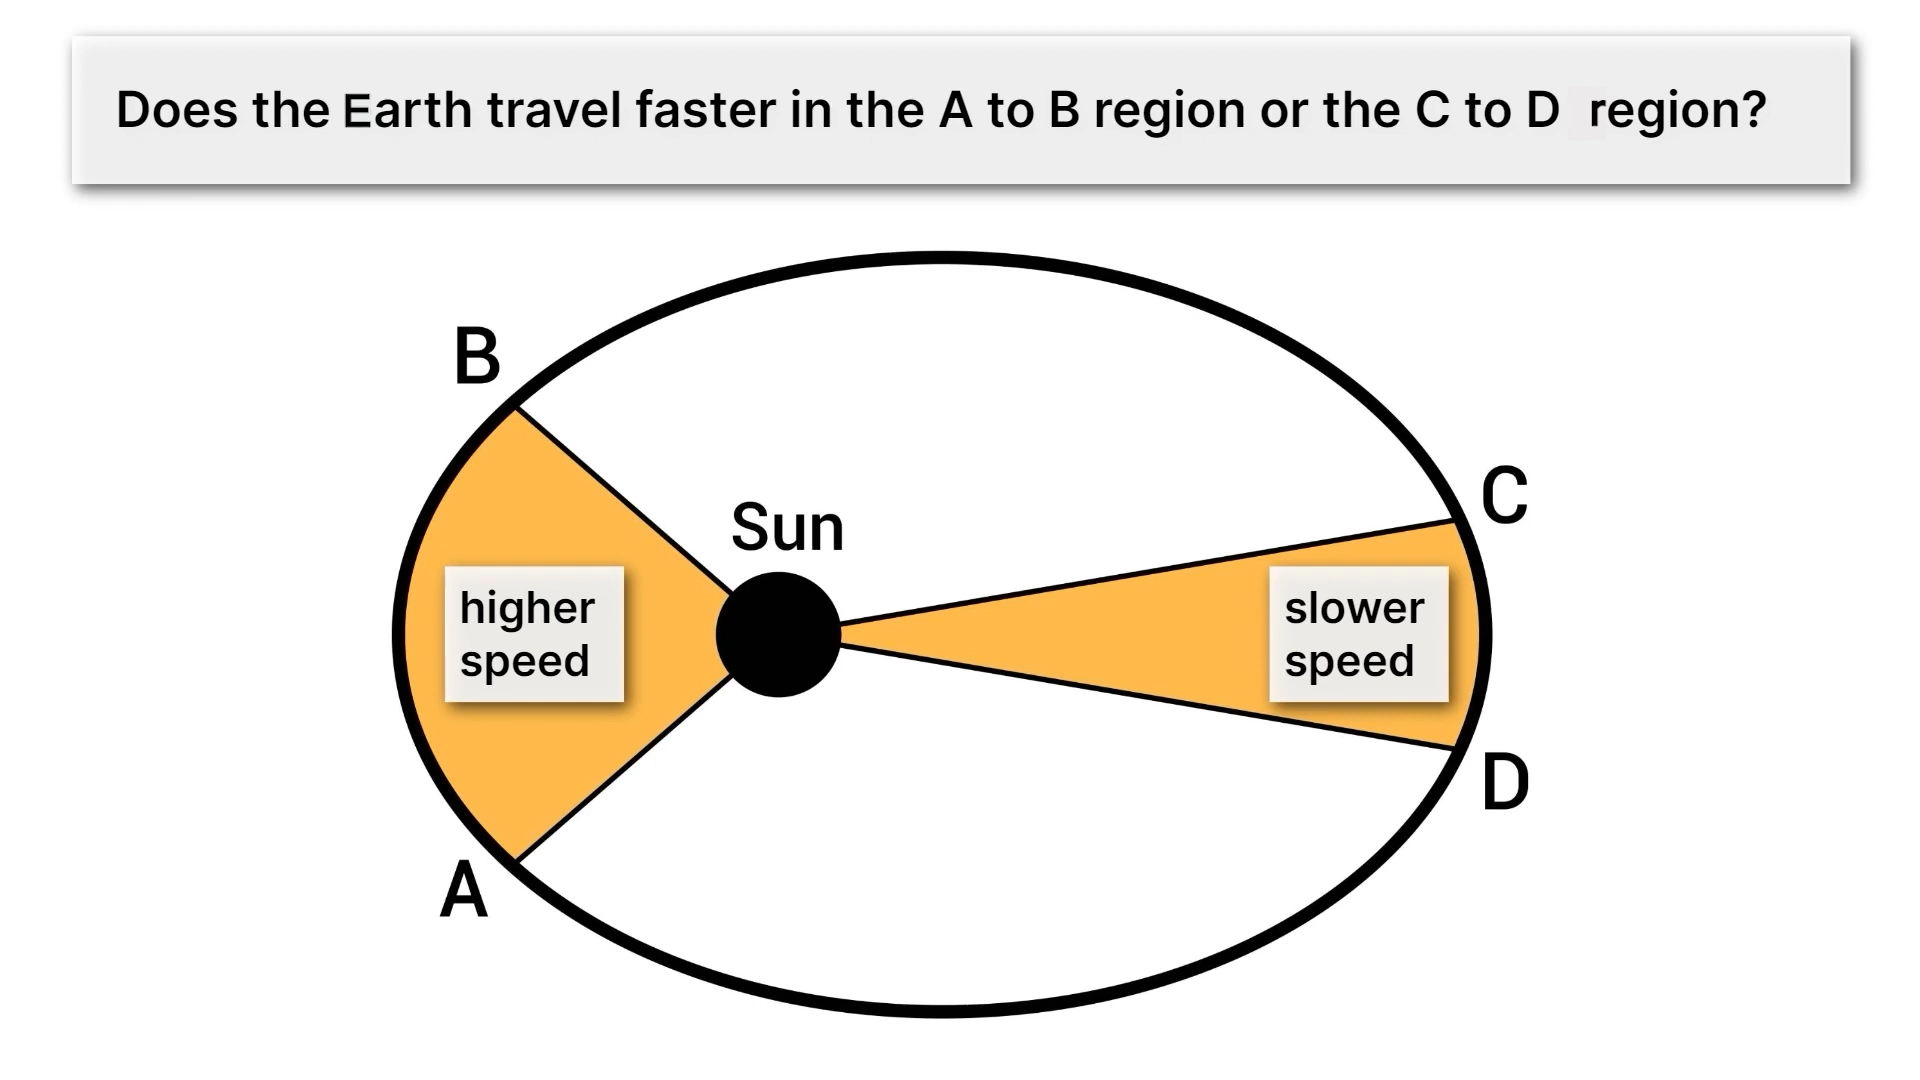 Does the Earth travel faster in the A to B region or the C to D region?
B
C
Sun
higher
speed
slower
speed
D
A